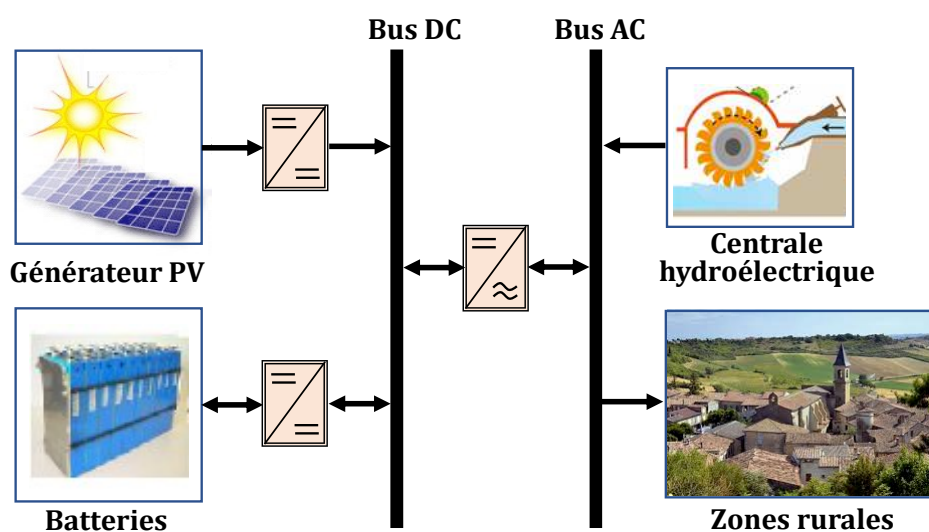 Bus DC
Bus AC
Générateur PV
Centrale
hydroélectrique
Batteries
Zones rurales